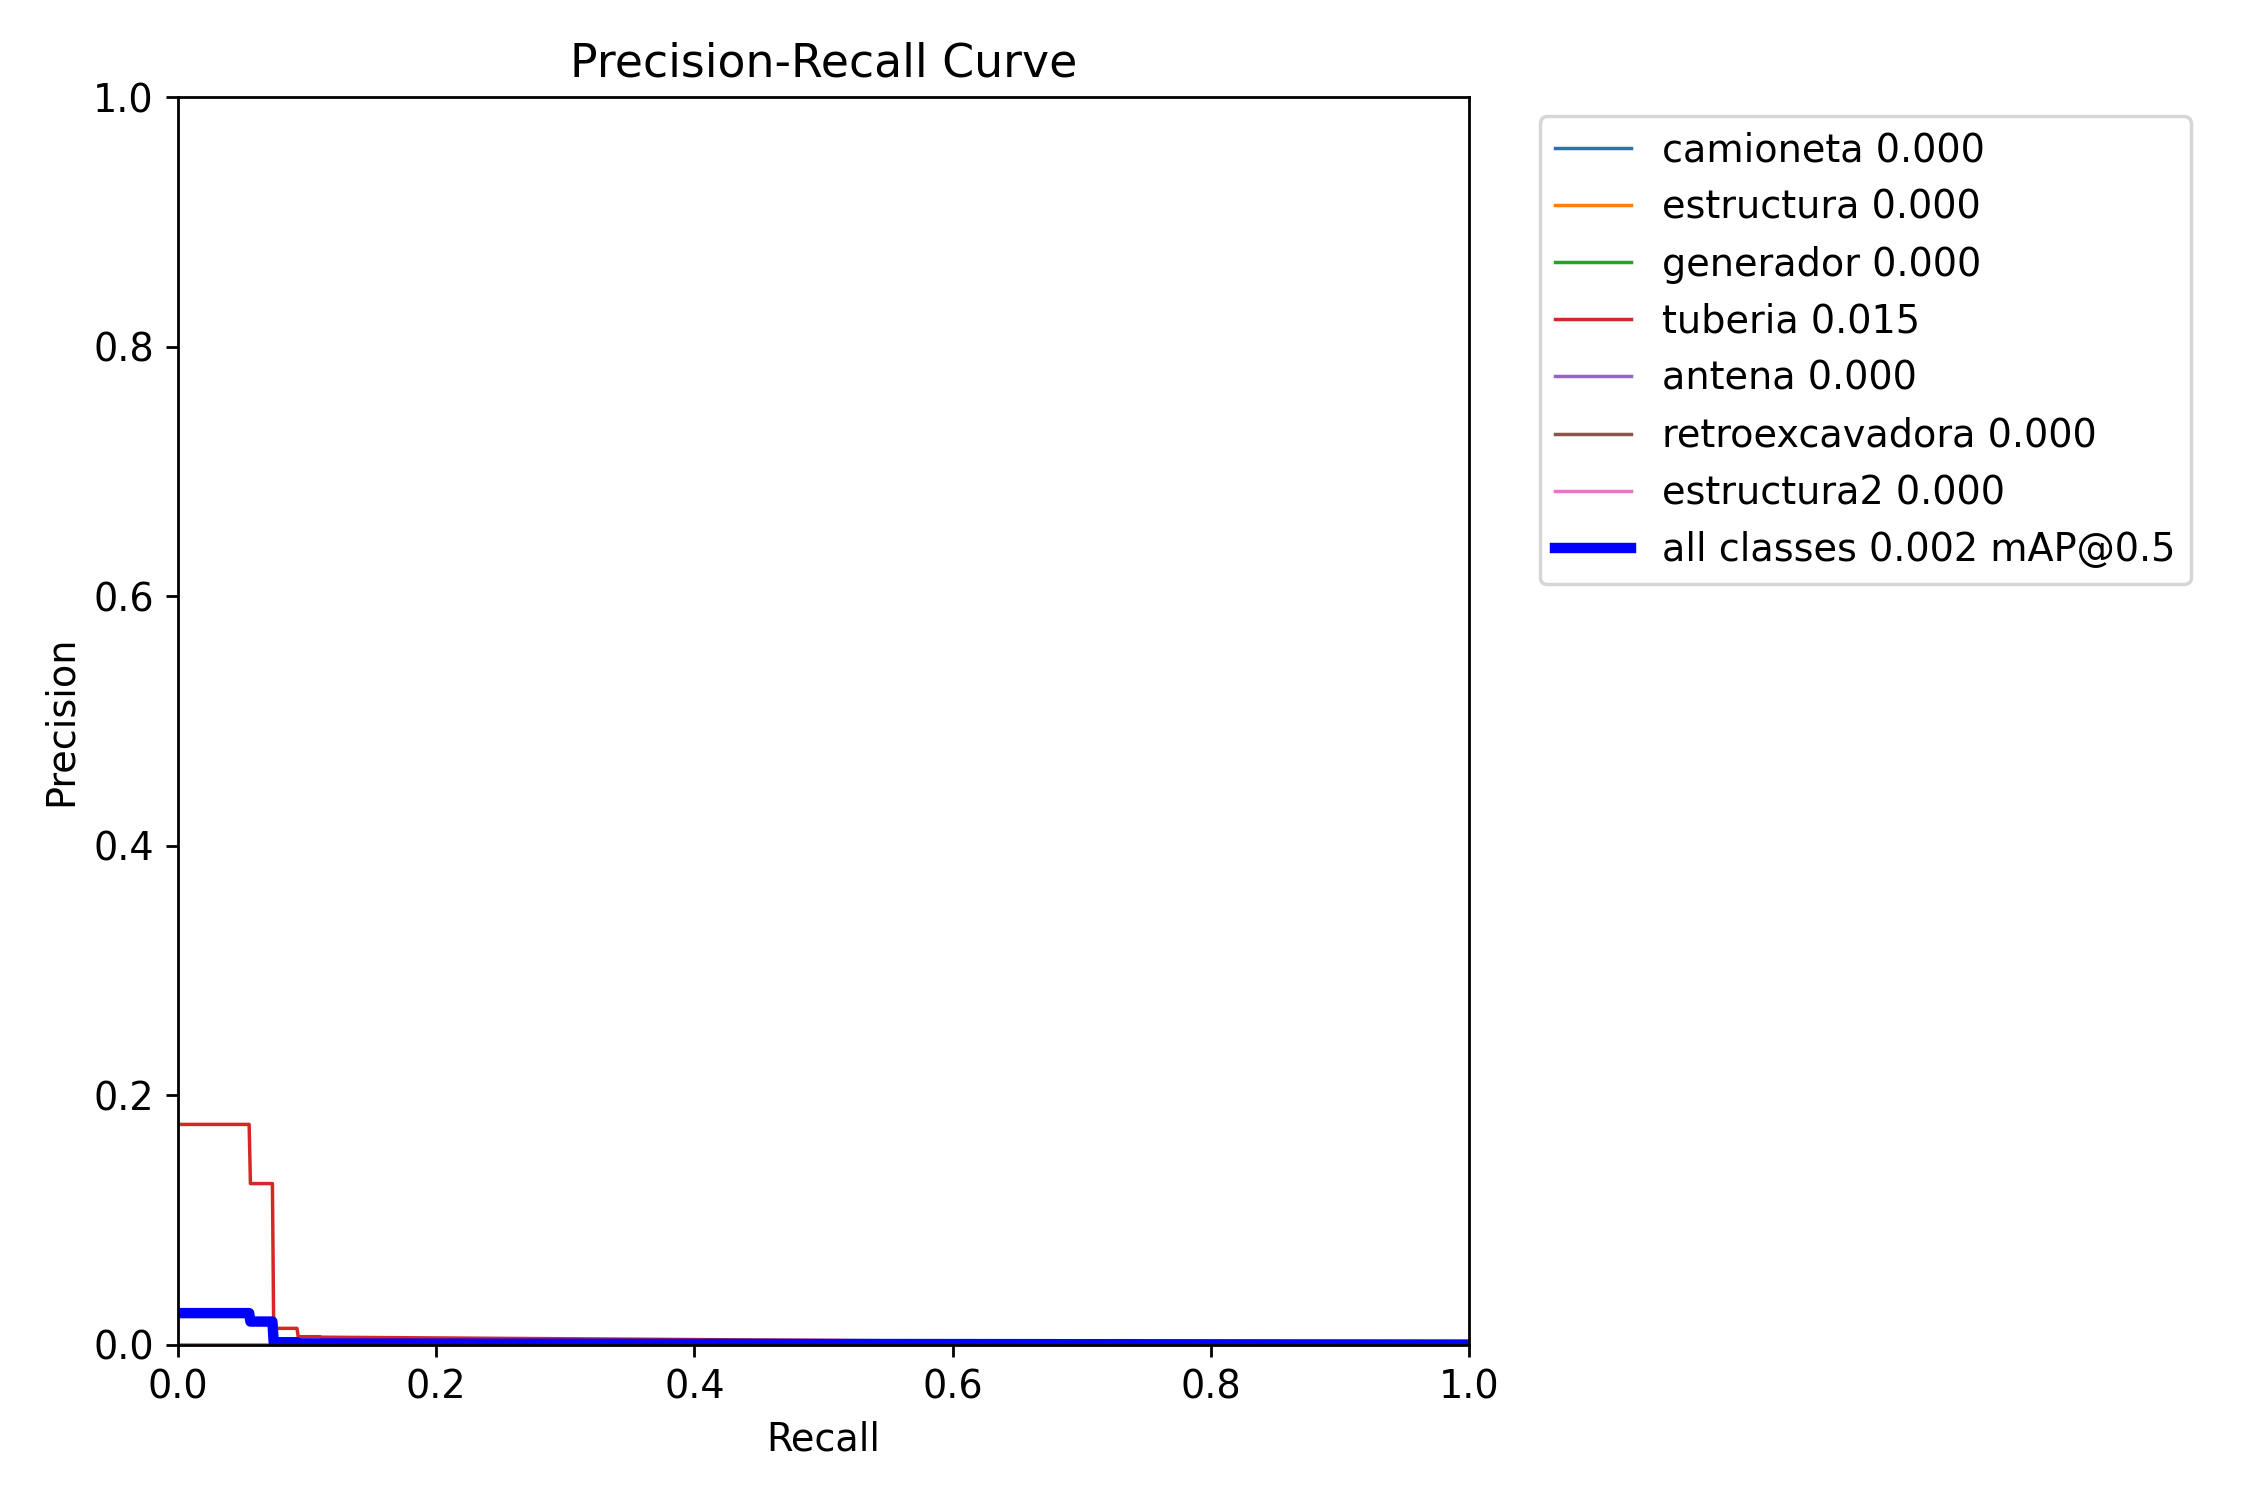 Precision-Recall Curve
1.0
0.8
0.6
0.4
0.2
0.0
Precision
0.0 0.2 0.4 0.6 0.8 1.0
Recall
camioneta 0.000
estructura 0.000
generador 0.000
tuberia 0.015
antena 0.000
retroexcavadora 0.000
estructura2 0.000
all classes 0.002 mAP@0.5